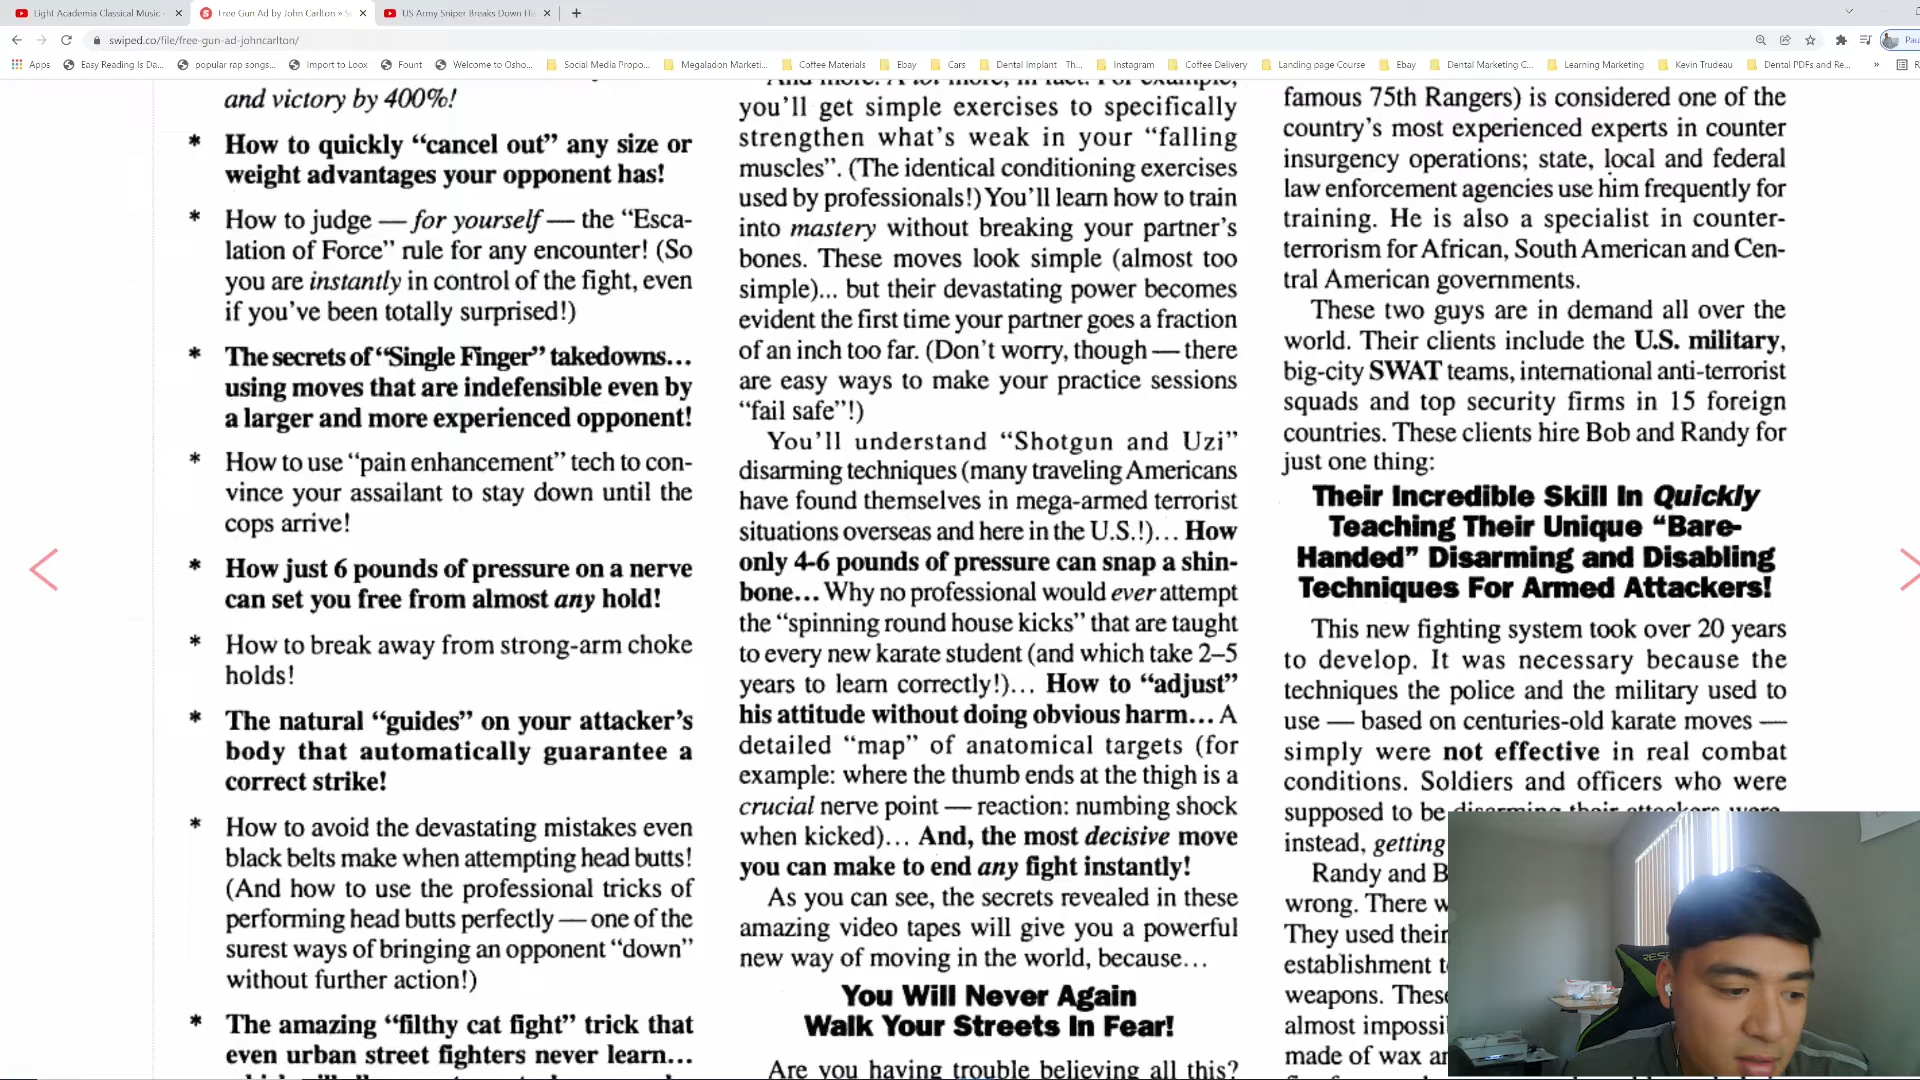 Light Academia Classical Music -
Free Gun Ad by John Carlton » S
US Army Sniper Breaks Down H
swiped.co/file/free-gun-ad-johncarlton/
Apps
Easy Reading Is Da...
popular rap songs...
Import to Loox
Fount
Welcome to Osho...
Social Media Propo...
Megaladon Marketi...
Coffee Materials
Ebay
Cars
Dental Implant Th...
Instagram
Coffee Delivery
Landing page Course
Ebay
Dental Marketing C...
Learning Marketing
Kevin Trudeau
Dental PDFs and Re...
»
and victory by 400%!
* How to quickly “cancel out” any size or
weight advantages your opponent has!
* How to judge — for yourself — the “Esca-
lation of Force” rule for any encounter! (So
you are instantly in control of the fight, even
if you’ve been totally surprised!)
* The secrets of “Single Finger” takedowns...
using moves that are indefensible even by
a larger and more experienced opponent!
* How to use “pain enhancement” tech to con-
vince your assailant to stay down until the
cops arrive!
* How just 6 pounds of pressure on a nerve
can set you free from almost any hold!
* How to break away from strong-arm choke
holds!
* The natural “guides” on your attacker’s
body that automatically guarantee a
correct strike!
* How to avoid the devastating mistakes even
black belts make when attempting head butts!
(And how to use the professional tricks of
performing head butts perfectly — one of the
surest ways of bringing an opponent “down”
without further action!)
* The amazing “filthy cat fight” trick that
even urban street fighters never learn...
And more. A lot more, in fact. For example,
you’ll get simple exercises to specifically
strengthen what’s weak in your “falling
muscles”. (The identical conditioning exercises
used by professionals!) You’ll learn how to train
into mastery without breaking your partner’s
bones. These moves look simple (almost too
simple)... but their devastating power becomes
evident the first time your partner goes a fraction
of an inch too far. (Don’t worry, though — there
are easy ways to make your practice sessions
“fail safe”!)
You’ll understand “Shotgun and Uzi”
disarming techniques (many traveling Americans
have found themselves in mega-armed terrorist
situations overseas and here in the U.S.!)... How
only 4-6 pounds of pressure can snap a shin-
bone... Why no professional would ever attempt
the “spinning round house kicks” that are taught
to every new karate student (and which take 2–5
years to learn correctly!)... How to “adjust”
his attitude without doing obvious harm... A
detailed “map” of anatomical targets (for
example: where the thumb ends at the thigh is a
crucial nerve point — reaction: numbing shock
when kicked)... And, the most decisive move
you can make to end any fight instantly!
As you can see, the secrets revealed in these
amazing video tapes will give you a powerful
new way of moving in the world, because...
You Will Never Again
Walk Your Streets In Fear!
Are you having trouble believing all this?
famous 75th Rangers) is considered one of the
country’s most experienced experts in counter
insurgency operations; state, local and federal
law enforcement agencies use him frequently for
training. He is also a specialist in counter-
terrorism for African, South American and Cen-
tral American governments.
These two guys are in demand all over the
world. Their clients include the U.S. military,
big-city SWAT teams, international anti-terrorist
squads and top security firms in 15 foreign
countries. These clients hire Bob and Randy for
just one thing:
Their Incredible Skill In Quickly
Teaching Their Unique “Bare-
Handed” Disarming and Disabling
Techniques For Armed Attackers!
This new fighting system took over 20 years
to develop. It was necessary because the
techniques the police and the military used to
use — based on centuries-old karate moves —
simply were not effective in real combat
conditions. Soldiers and officers who were
supposed to be disarming their attackers were,
instead, getting
Randy and B
wrong. There w
They used their
establishment t
weapons. These
almost impossi
made of wax a